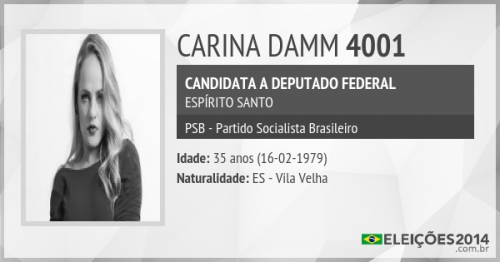 CARINA DAMM 4001
CANDIDATA A DEPUTADO FEDERAL
ESPÍRITO SANTO
PSB - Partido Socialista Brasileiro
Idade: 35 anos (16-02-1979)
Naturalidade: ES - Vila Velha
ELEIÇÕES2014
.com.br